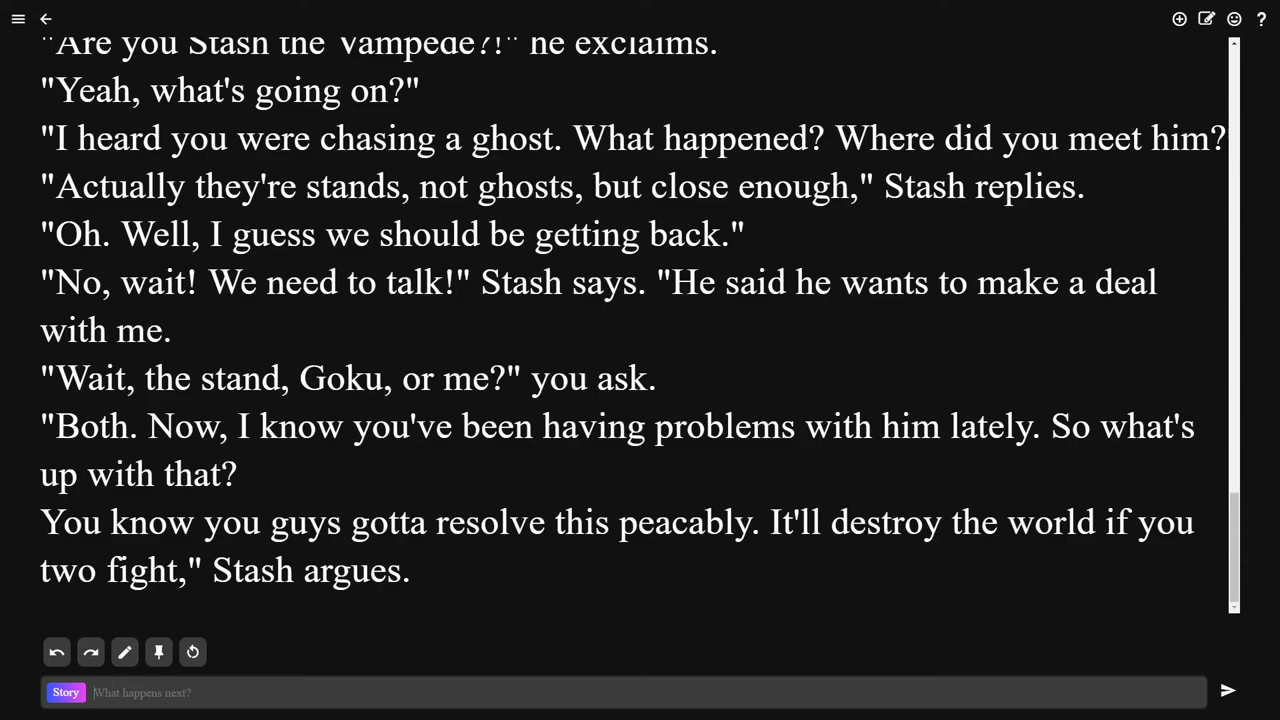 "Are you Stash the Vampede?!" he exclaims.
"Yeah, what's going on?"
"I heard you were chasing a ghost. What happened? Where did you meet him?
"Actually they're stands, not ghosts, but close enough," Stash replies.
"Oh. Well, I guess we should be getting back."
"No, wait! We need to talk!" Stash says. "He said he wants to make a deal
with me.
"Wait, the stand, Goku, or me?" you ask.
"Both. Now, I know you've been having problems with him lately. So what's
up with that?
You know you guys gotta resolve this peacably. It'll destroy the world if you
two fight," Stash argues.
Story What happens next?